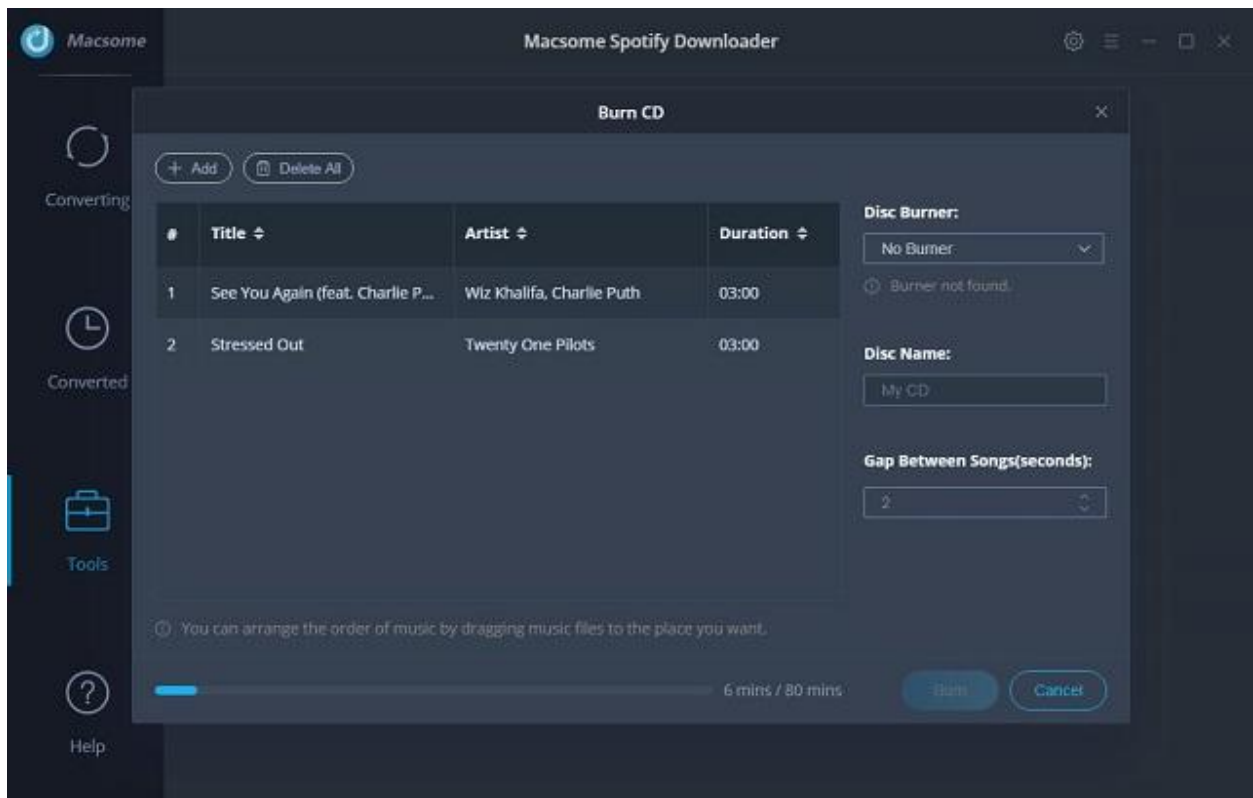 Macsome
Macsome Spotify Downloader
Burn CD
Converting
Converted
Tools
Help
+ Add
Delete All
# Title Artist Duration
1 See You Again (feat. Charlie P... Wiz Khalifa, Charlie Puth 03:00
2 Stressed Out Twenty One Pilots 03:00
You can arrange the order of music by dragging music files to the place you want.
Disc Burner:
No Burner
Burner not found.
Disc Name:
My CD
Gap Between Songs(seconds):
2
6 mins / 80 mins
Burn
Cancel